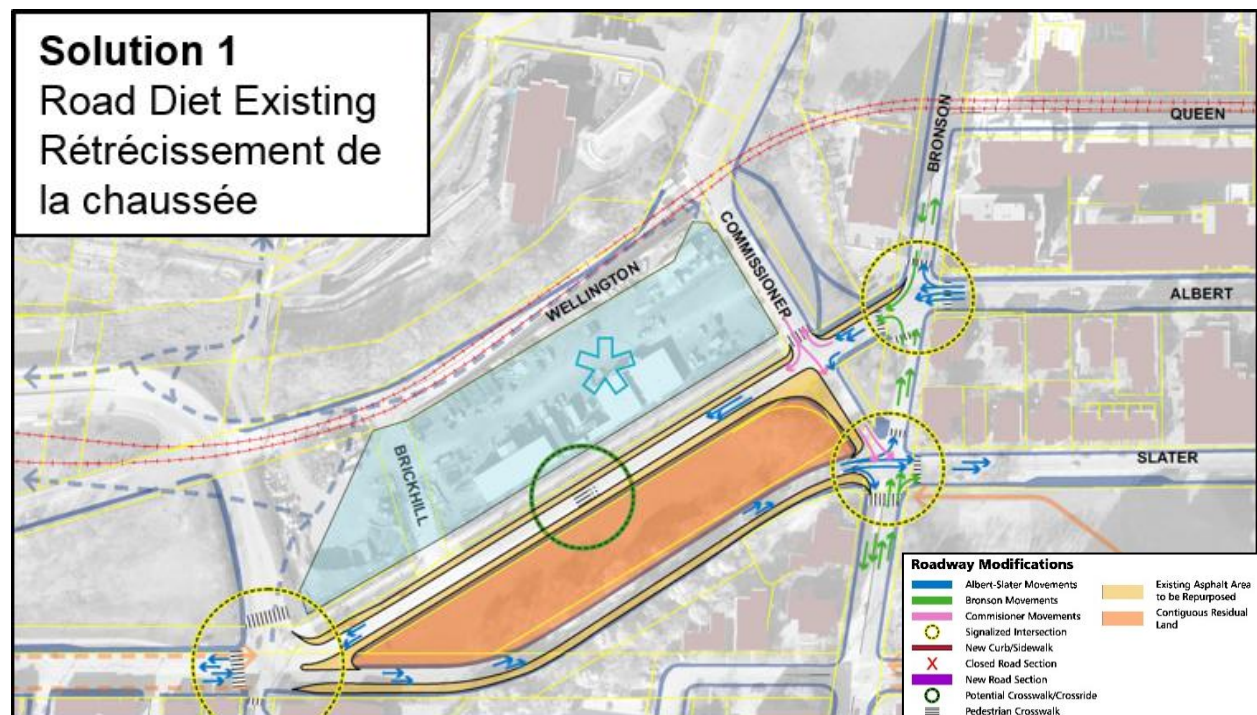 Solution 1
Road Diet Existing
Rétrécissement de
la chaussée
QUEEN
BRONSON
COMMISSIONER
WELLINGTON
ALBERT
BRICKHILL
SLATER
Roadway Modifications
Albert-Slater Movements
Bronson Movements
Commisioner Movements
Signalized Intersection
New Curb/Sidewalk
Closed Road Section
New Road Section
Potential Crosswalk/Crossride
Pedestrian Crosswalk
Existing Asphalt Area
to be Repurposed
Contiguous Residual
Land